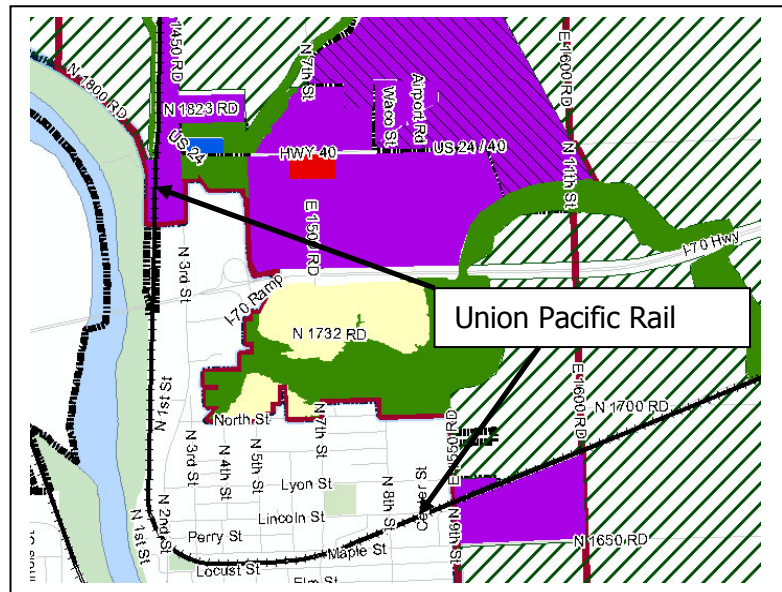 N 1800 RD
1450 RD
N 7th St
E 1600 RD
N 1823 RD
Airport Rd
Waco St
US-24
HWY 40
US 24 / 40
N 11th St
E 1500 RD
N 3rd St
I-70 Hwy
I-70 Ramp
Union Pacific Rail
N 1732 RD
N 1st St
E 1600 RD
N 1700 RD
North St
N 7th St
E 1550 RD
N 3rd St
N 4th St
N 5th St
Lyon St
N 8th St
N 2nd St
Lincoln St
N 9th St
N 1st St
Perry St
Maple St
N 1650 RD
Locust St
Elm St